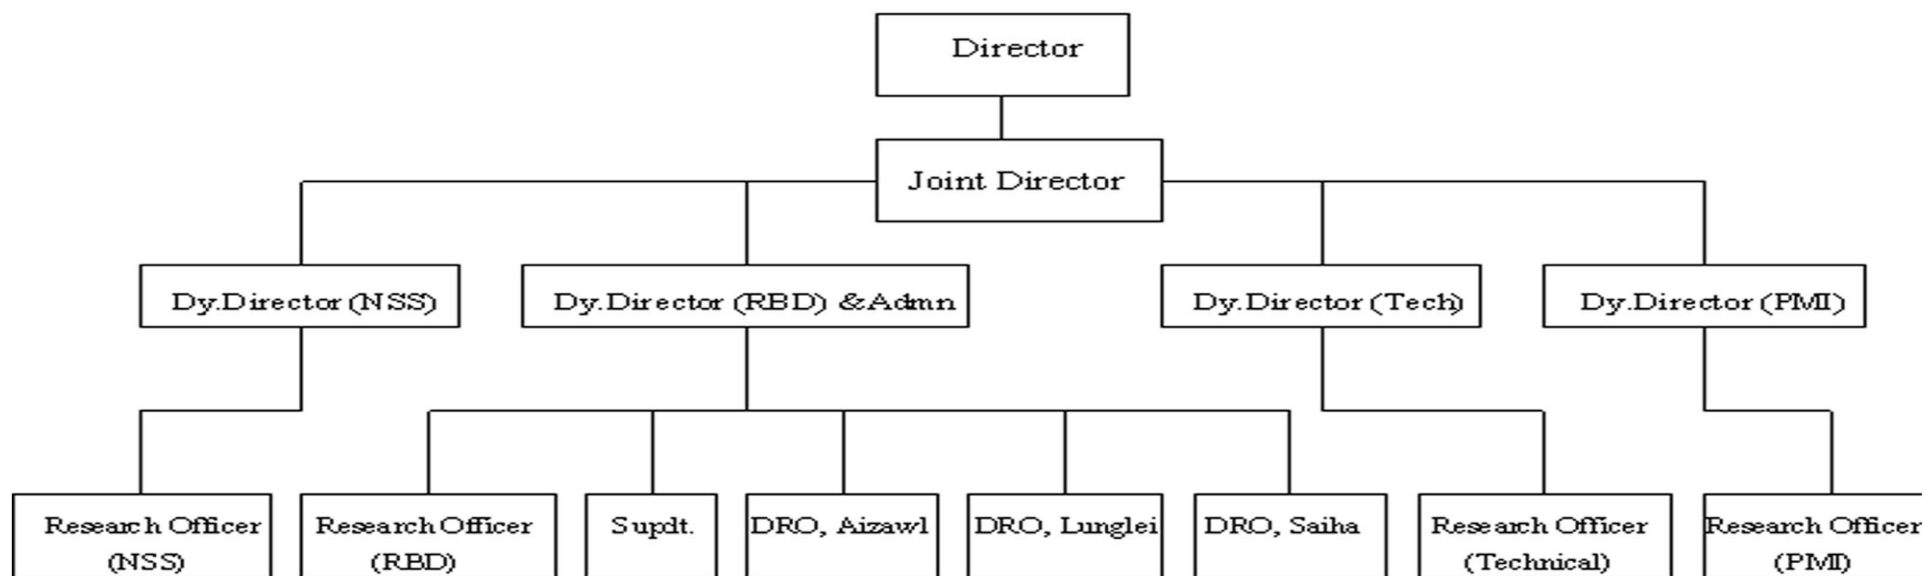 Director
Joint Director
Dy.Director (NSS)
Dy.Director (RBD) &Admn
Dy.Director (Tech)
Dy.Director (PMI)
Research Officer
(NSS)
Research Officer
(RBD)
Supdt.
DRO, Aizawl
DRO, Lunglei
DRO, Saiha
Research Officer
(Technical)
Research Officer
(PMI)